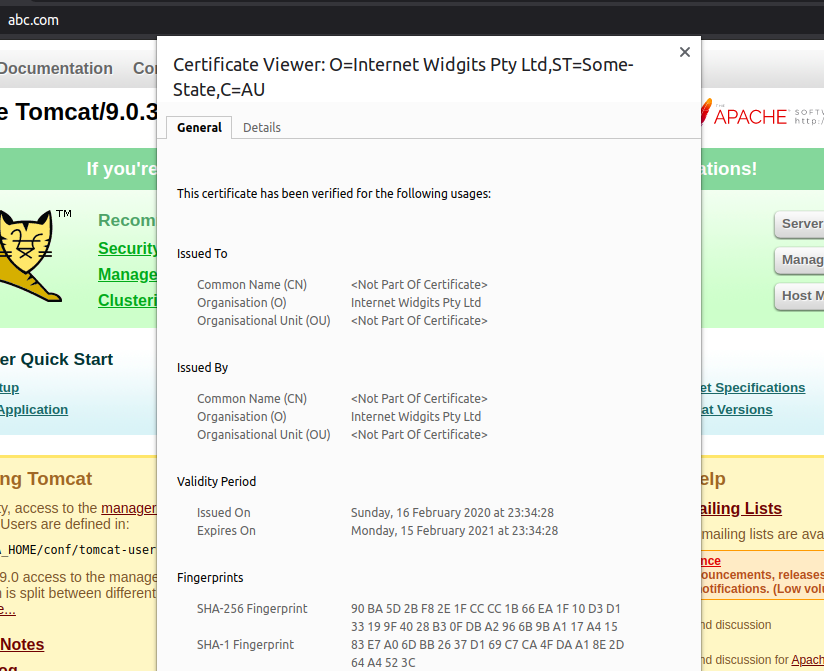 abc.com
Documentation
e Tomcat/9.0.3
THE
APACHE
http:/
If you're
ations!
TM
Recom
Security
Manage
Clusteri
Server
Manag
Host M
er Quick Start
tup
Application
et Specifications
at Versions
ng Tomcat
ty, access to the manager
Users are defined in:
A_HOME/conf/tomcat-user
9.0 access to the manage
n is split between different
e...
Notes
og
elp
ailing Lists
mailing lists are ava
nce
ouncements, releases
otifications. (Low volu
nd discussion
nd discussion for Apach
Certificate Viewer: O=Internet Widgits Pty Ltd,ST=Some-
State,C=AU
General Details
This certificate has been verified for the following usages:
Issued To
Common Name (CN) <Not Part Of Certificate>
Organisation (O) Internet Widgits Pty Ltd
Organisational Unit (OU) <Not Part Of Certificate>
Issued By
Common Name (CN) <Not Part Of Certificate>
Organisation (O) Internet Widgits Pty Ltd
Organisational Unit (OU) <Not Part Of Certificate>
Validity Period
Issued On Sunday, 16 February 2020 at 23:34:28
Expires On Monday, 15 February 2021 at 23:34:28
Fingerprints
SHA-256 Fingerprint 90 BA 5D 2B F8 2E 1F CC CC 1B 66 EA 1F 10 D3 D1
33 19 9F 40 28 B3 0F DB A2 96 6B 9B A1 17 A4 15
SHA-1 Fingerprint 83 E7 A0 6D BB 26 37 D1 69 C7 CA 4F DA A1 8E 2D
64 A4 52 3C